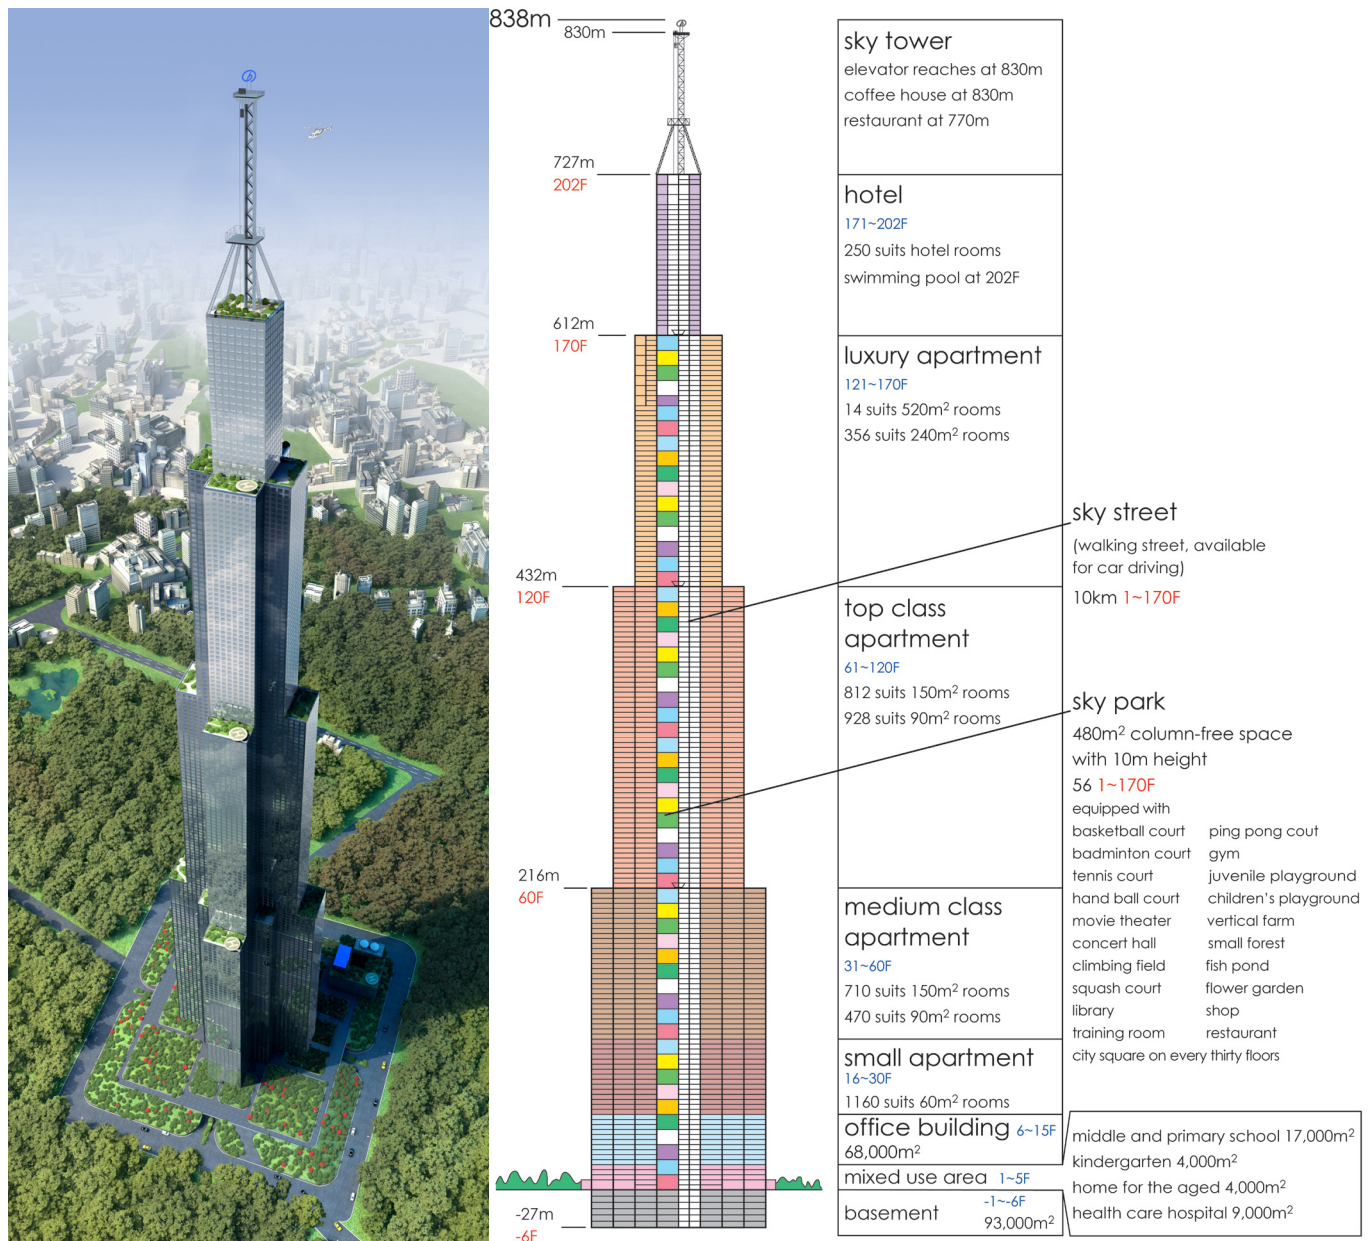 838m
830m
727m
202F
612m
170F
432m
120F
216m
60F
-27m
-6F
sky tower
elevator reaches at 830m
coffee house at 830m
restaurant at 770m
hotel
171~202F
250 suits hotel rooms
swimming pool at 202F
luxury apartment
121~170F
14 suits 520m² rooms
356 suits 240m² rooms
top class
apartment
61~120F
812 suits 150m² rooms
928 suits 90m² rooms
medium class
apartment
31~60F
710 suits 150m² rooms
470 suits 90m² rooms
small apartment
16~30F
1160 suits 60m² rooms
office building 6~15F
68,000m²
mixed use area 1~5F
basement -1~-6F
93,000m²
sky street
(walking street, available
for car driving)
10km 1~170F
sky park
480m² column-free space
with 10m height
56 1~170F
equipped with
basketball court ping pong cout
badminton court gym
tennis court juvenile playground
hand ball court children's playground
movie theater vertical farm
concert hall small forest
climbing field fish pond
squash court flower garden
library shop
training room restaurant
city square on every thirty floors
middle and primary school 17,000m²
kindergarten 4,000m²
home for the aged 4,000m²
health care hospital 9,000m²